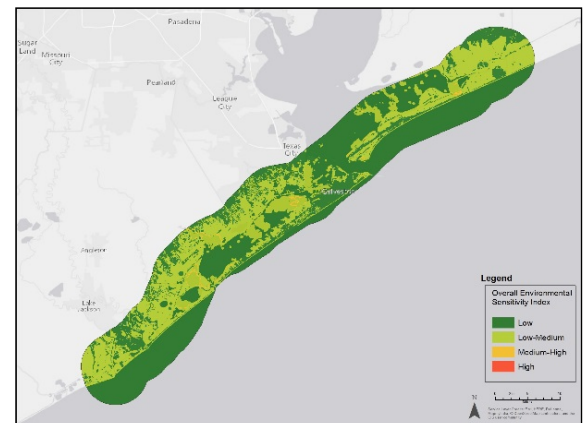 Pasadena
Sugar
Land
Missouri
City
Pearland
League
City
Texas
City
Galveston
Angleton
Lake
Jackson
Legend
Overall Environmental
Sensitivity Index
Low
Low-Medium
Medium-High
High
N